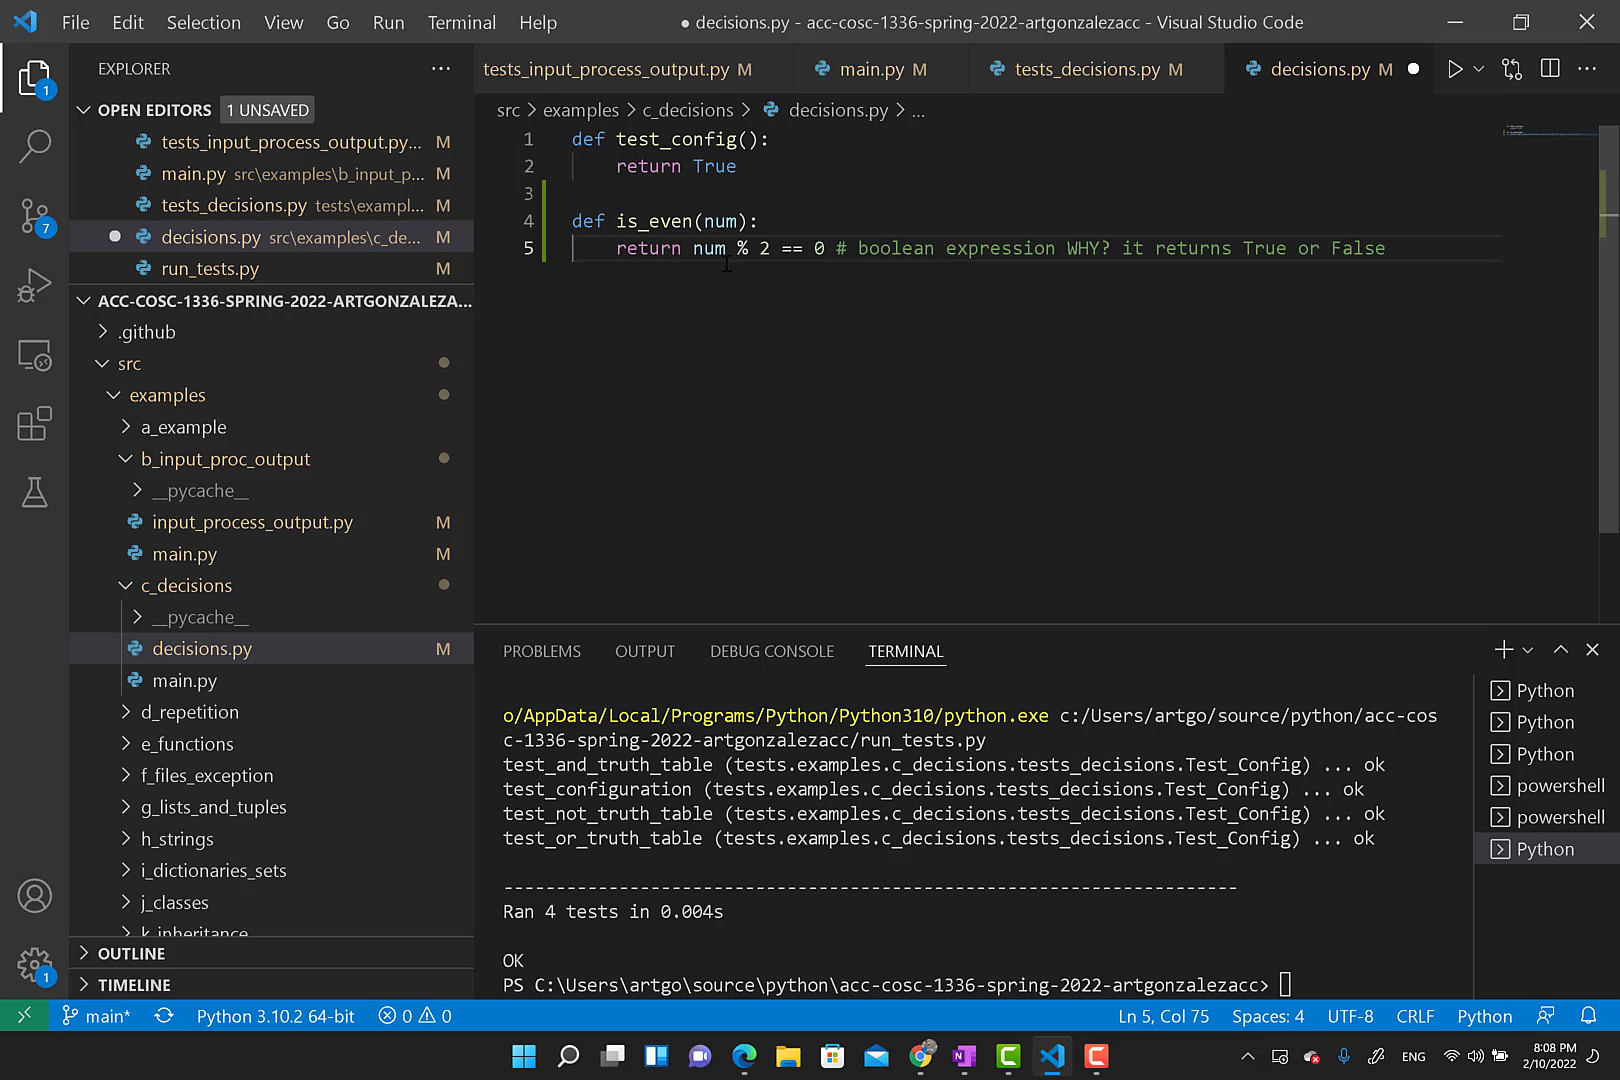 File Edit Selection View Go Run Terminal Help
● decisions.py - acc-cosc-1336-spring-2022-artgonzalezacc - Visual Studio Code
EXPLORER
OPEN EDITORS 1 UNSAVED
tests_input_process_output.py... M
main.py src\examples\b_input_p... M
tests_decisions.py tests\exampl... M
decisions.py src\examples\c_de... M
run_tests.py M
ACC-COSC-1336-SPRING-2022-ARTGONZALEZA...
.github
src
examples
a_example
b_input_proc_output
__pycache__
input_process_output.py M
main.py M
c_decisions
__pycache__
decisions.py M
main.py
d_repetition
e_functions
f_files_exception
g_lists_and_tuples
h_strings
i_dictionaries_sets
j_classes
k_inheritance
OUTLINE
TIMELINE
1
7
1
tests_input_process_output.py M main.py M tests_decisions.py M decisions.py M
src > examples > c_decisions > decisions.py > ...
1 def test_config():
2 return True
3
4 def is_even(num):
5 return num % 2 == 0 # boolean expression WHY? it returns True or False
PROBLEMS OUTPUT DEBUG CONSOLE TERMINAL
o/AppData/Local/Programs/Python/Python310/python.exe c:/Users/artgo/source/python/acc-cos
c-1336-spring-2022-artgonzalezacc/run_tests.py
test_and_truth_table (tests.examples.c_decisions.tests_decisions.Test_Config) ... ok
test_configuration (tests.examples.c_decisions.tests_decisions.Test_Config) ... ok
test_not_truth_table (tests.examples.c_decisions.tests_decisions.Test_Config) ... ok
test_or_truth_table (tests.examples.c_decisions.tests_decisions.Test_Config) ... ok
----------------------------------------------------------------------
Ran 4 tests in 0.004s
OK
PS C:\Users\artgo\source\python\acc-cosc-1336-spring-2022-artgonzalezacc>
Python
Python
Python
powershell
powershell
Python
main* Python 3.10.2 64-bit 0 0 Ln 5, Col 75 Spaces: 4 UTF-8 CRLF Python
ENG
8:08 PM
2/10/2022